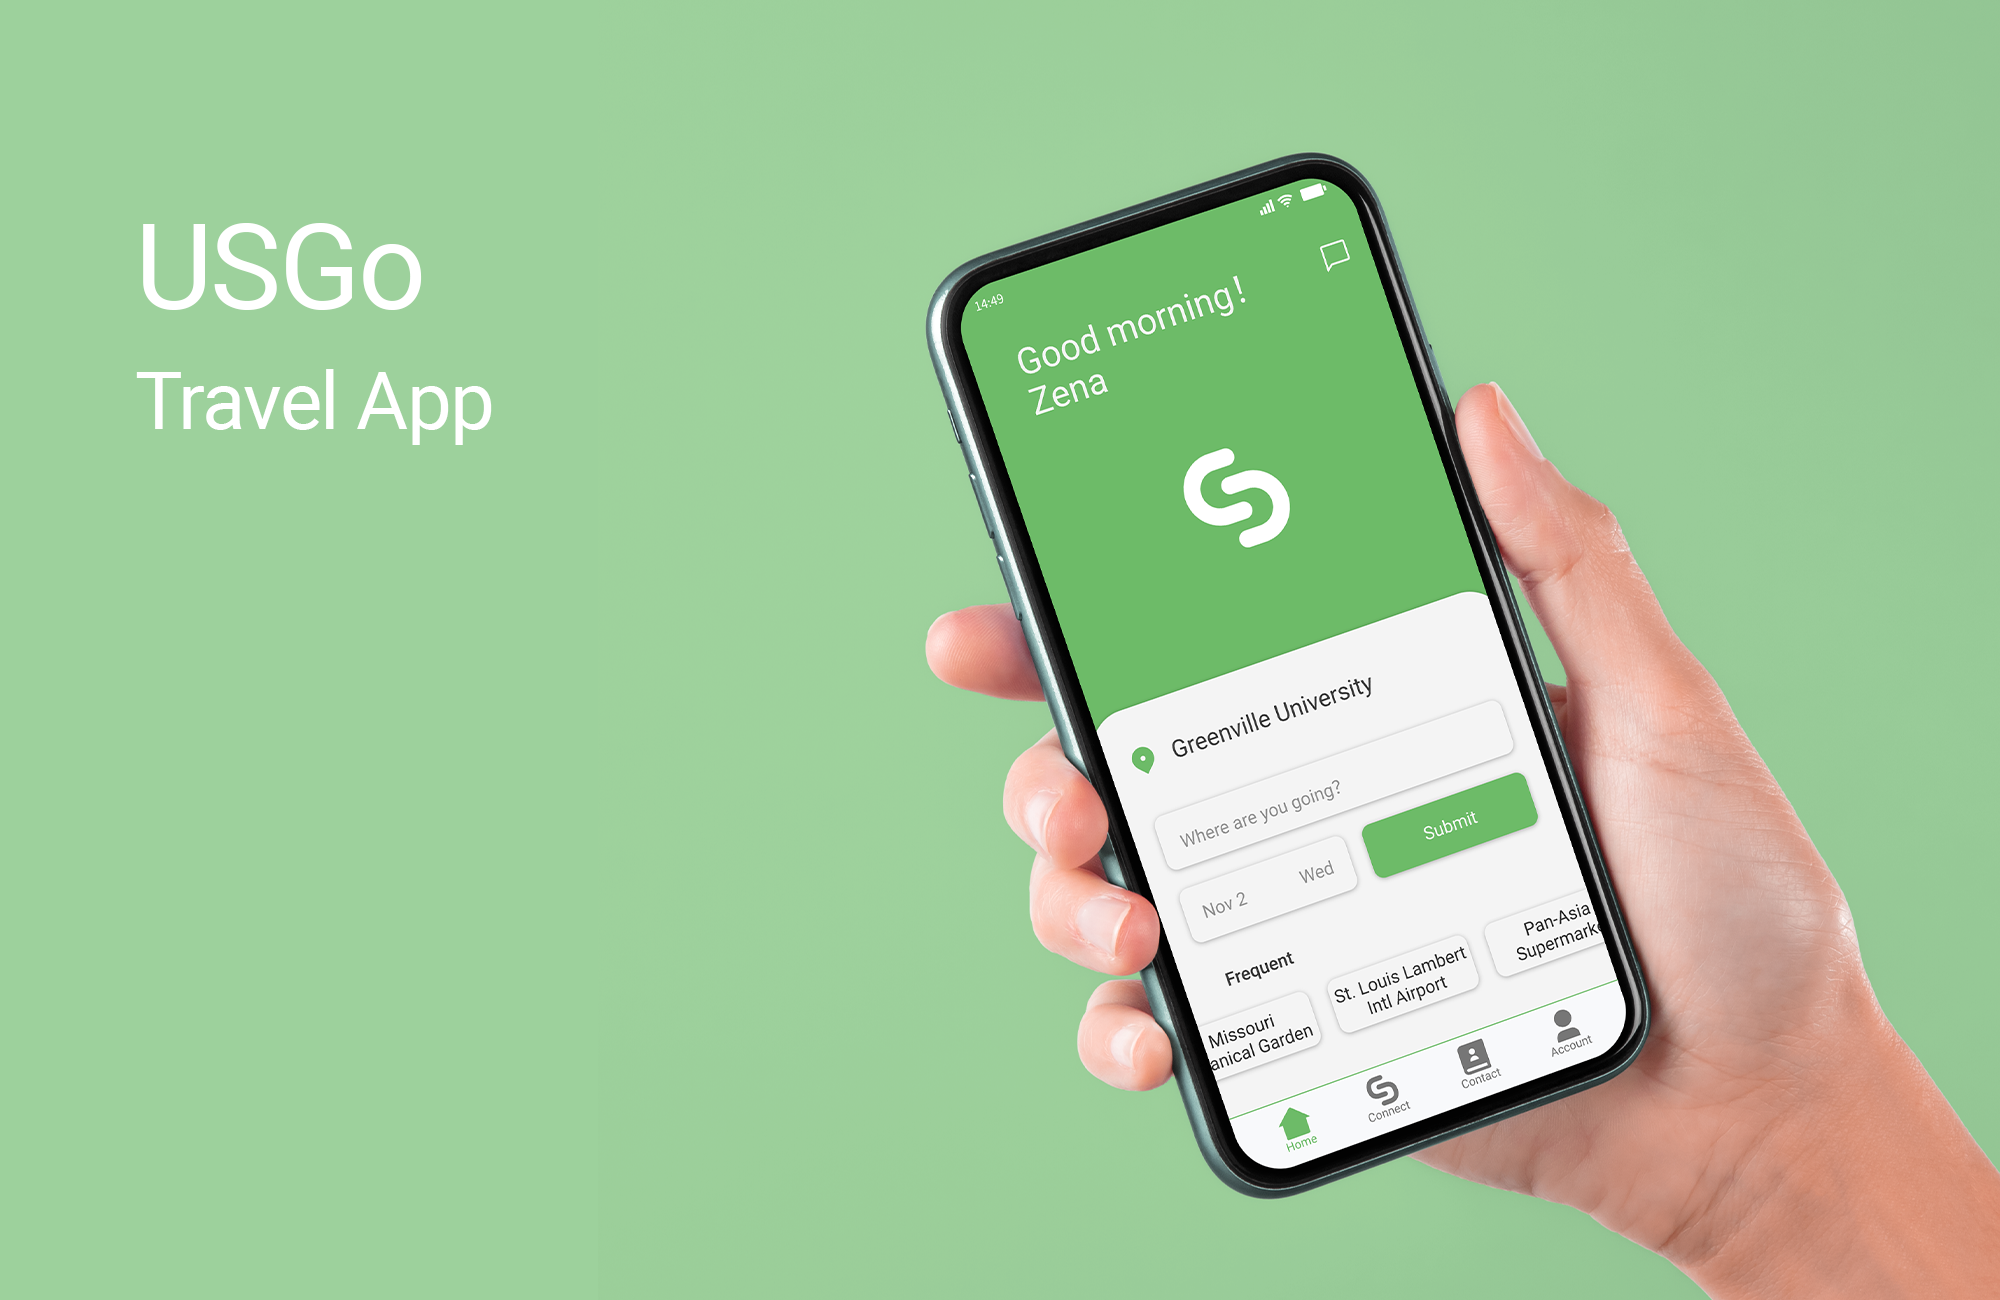 USGo
Travel App
14:49
Good morning!
Zena
Greenville University
Where are you going?
Nov 2 Wed
Submit
Frequent
Missouri
anical Garden
St. Louis Lambert
Intl Airport
Pan-Asia
Supermark
Home
Connect
Contact
Account